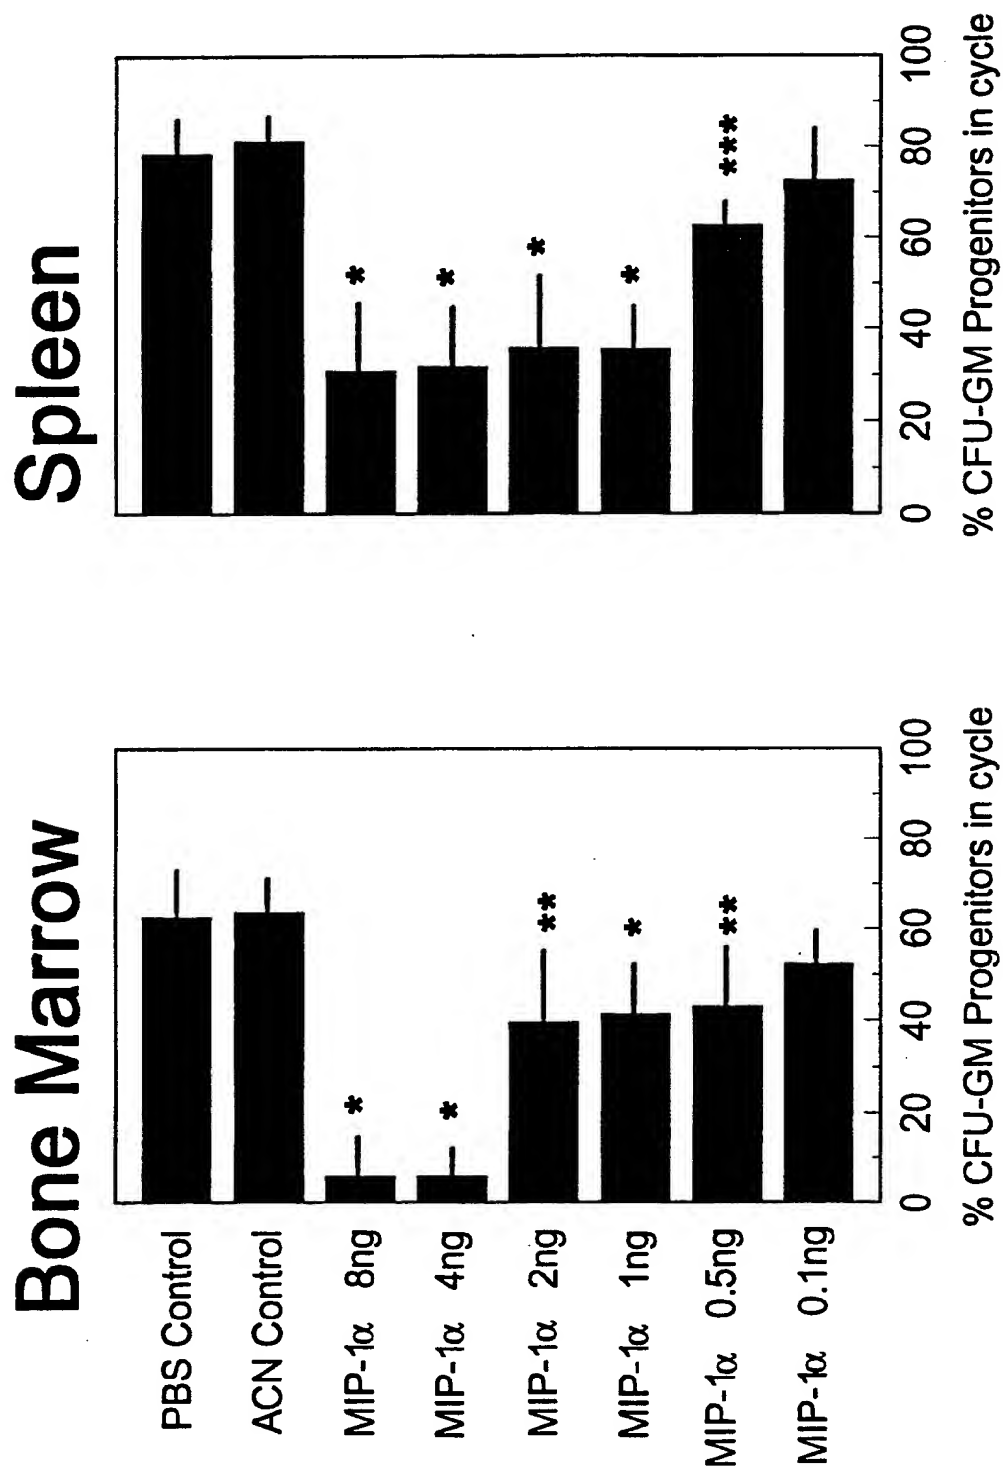 Bone Marrow
PBS Control
ACN Control
MIP-1α 8ng
MIP-1α 4ng
MIP-1α 2ng
MIP-1α 1ng
MIP-1α 0.5ng
MIP-1α 0.1ng
*
*
**
*
**
0 20 40 60 80 100
% CFU-GM Progenitors in cycle
Spleen
*
*
*
*
***
0 20 40 60 80 100
% CFU-GM Progenitors in cycle